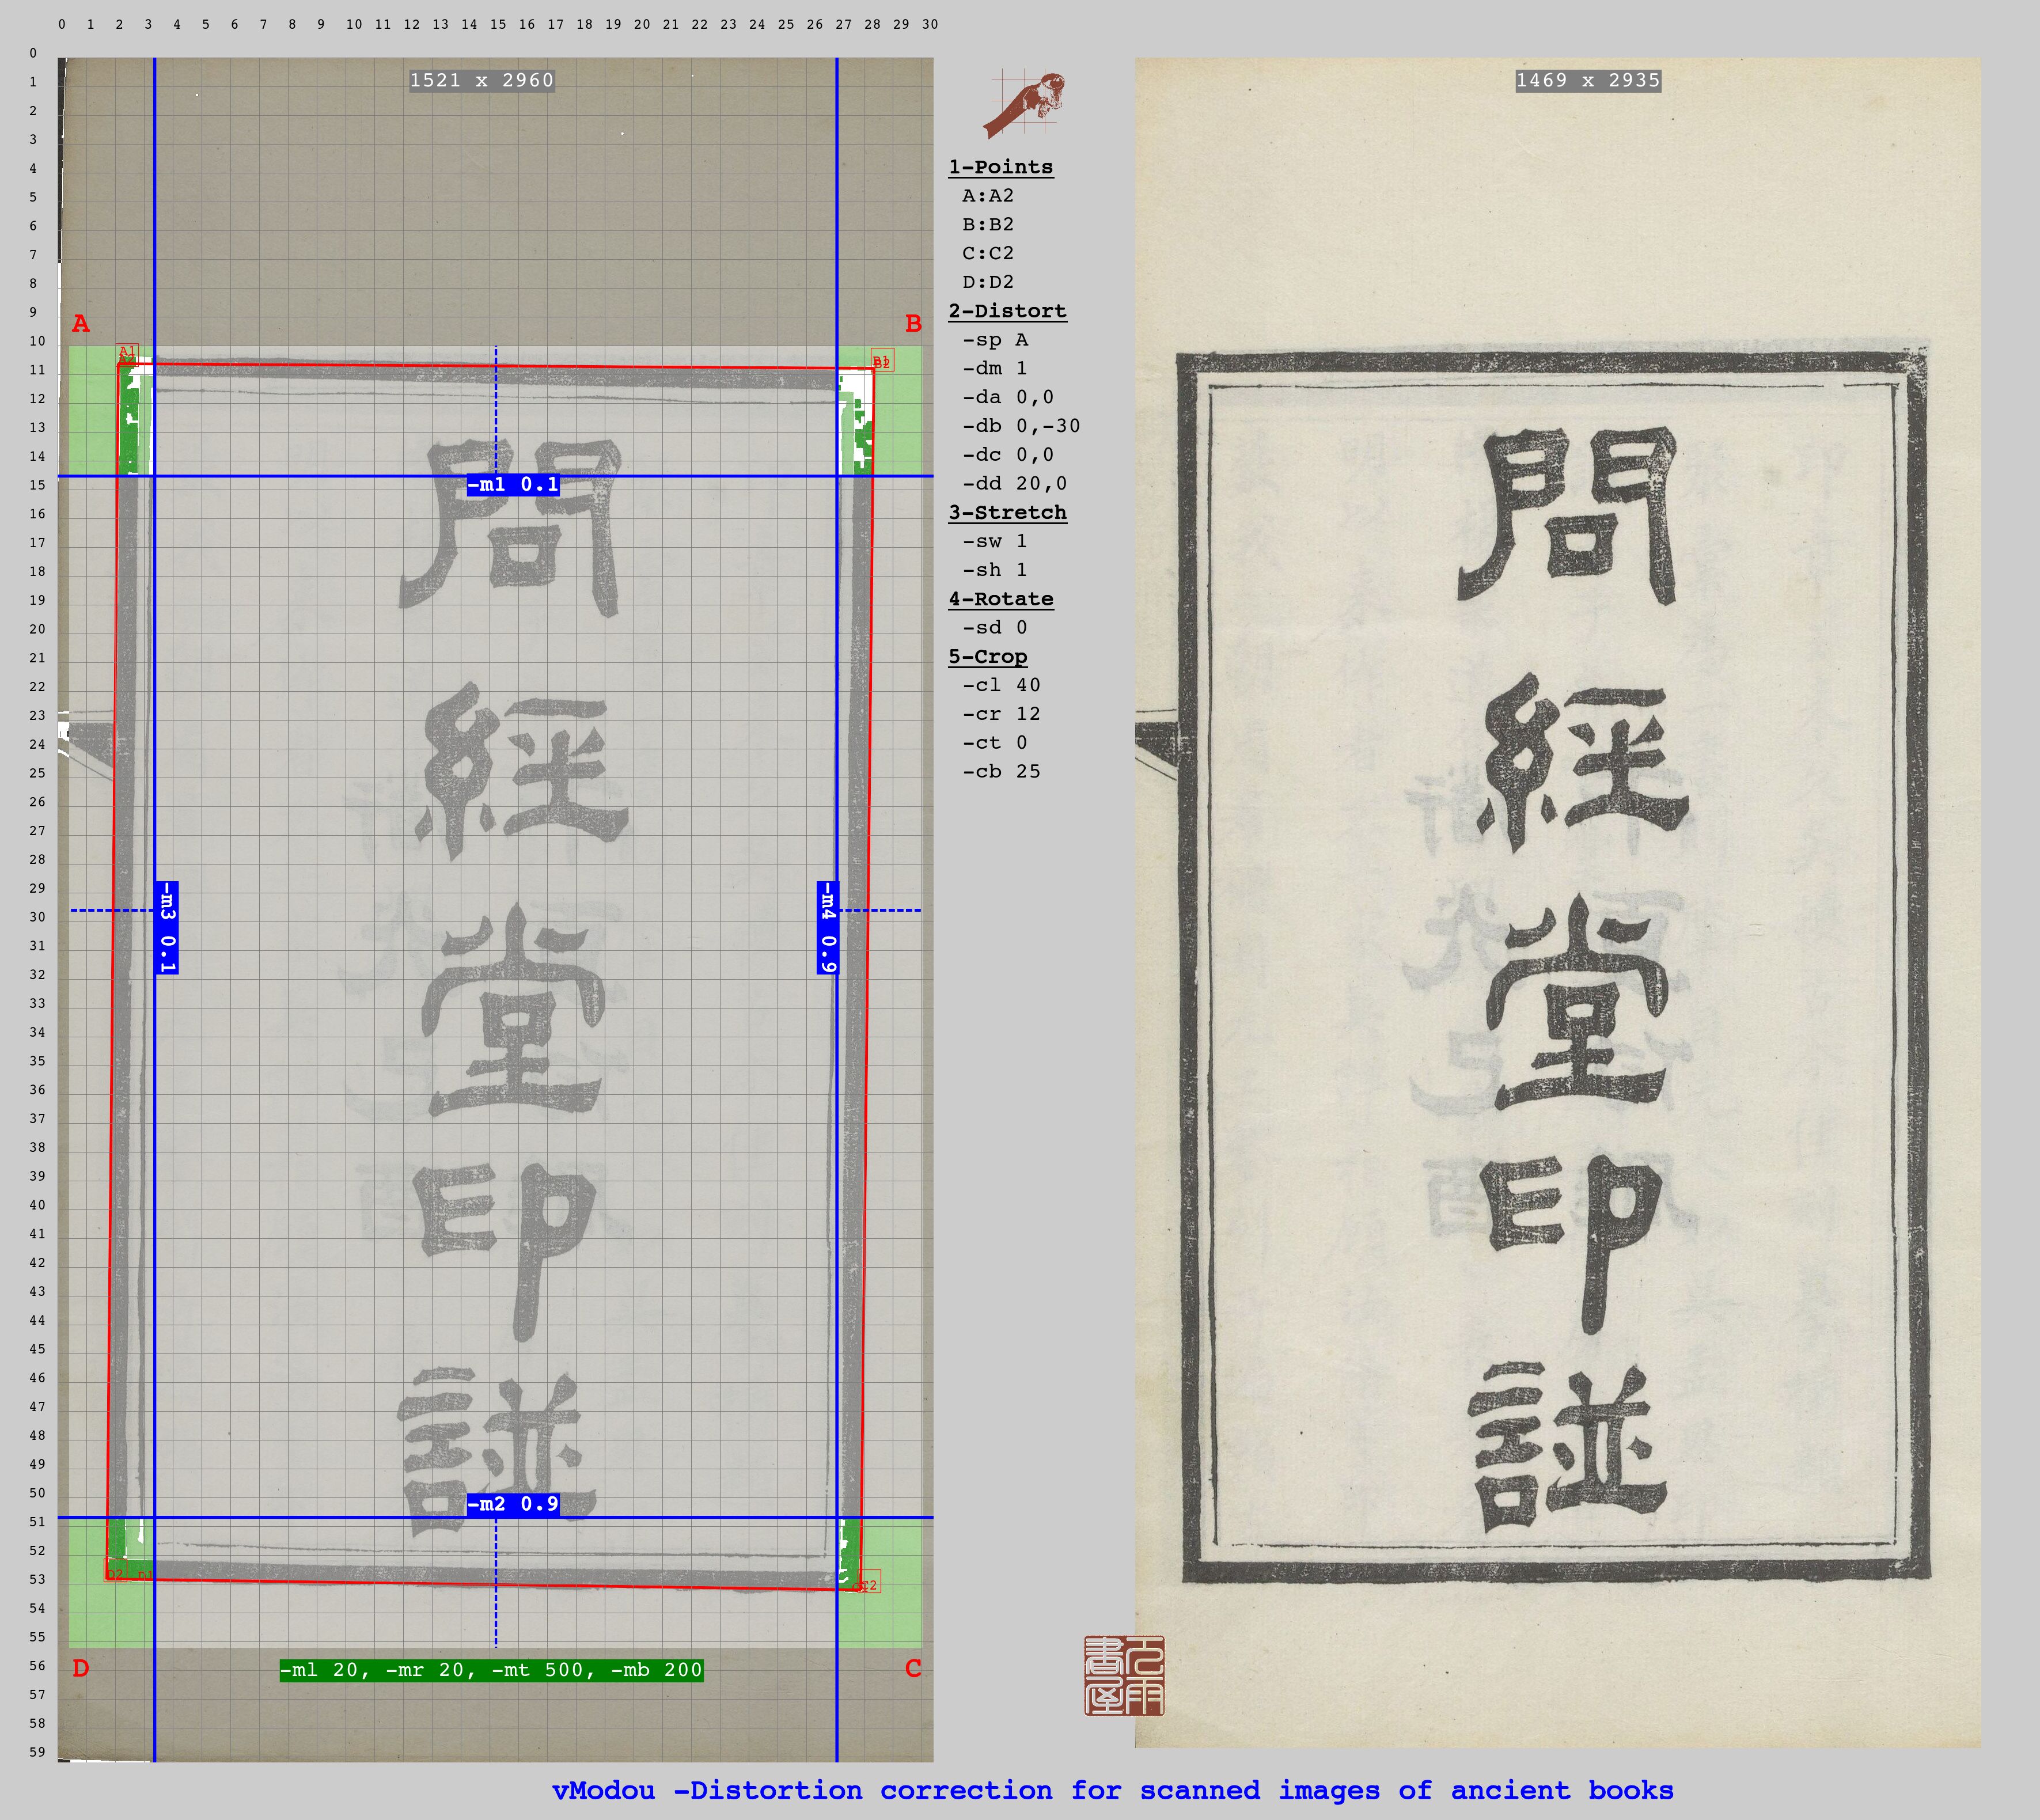 0 1 2 3 4 5 6 7 8 9 10 11 12 13 14 15 16 17 18 19 20 21 22 23 24 25 26 27 28 29 30
0
1
2
3
4
5
6
7
8
9
10
11
12
13
14
15
16
17
18
19
20
21
22
23
24
25
26
27
28
29
30
31
32
33
34
35
36
37
38
39
40
41
42
43
44
45
46
47
48
49
50
51
52
53
54
55
56
57
58
59
1521 x 2960
A
B
A1
B1
B2
-m1 0.1
問經堂印譜
-m3 0.1
-m4 0.9
-m2 0.9
D2
D1
C2
D
C
-ml 20, -mr 20, -mt 500, -mb 200
1-Points
A:A2
B:B2
C:C2
D:D2
2-Distort
-sp A
-dm 1
-da 0,0
-db 0,-30
-dc 0,0
-dd 20,0
3-Stretch
-sw 1
-sh 1
4-Rotate
-sd 0
5-Crop
-cl 40
-cr 12
-ct 0
-cb 25
1469 x 2935
問經堂印譜
vModou -Distortion correction for scanned images of ancient books